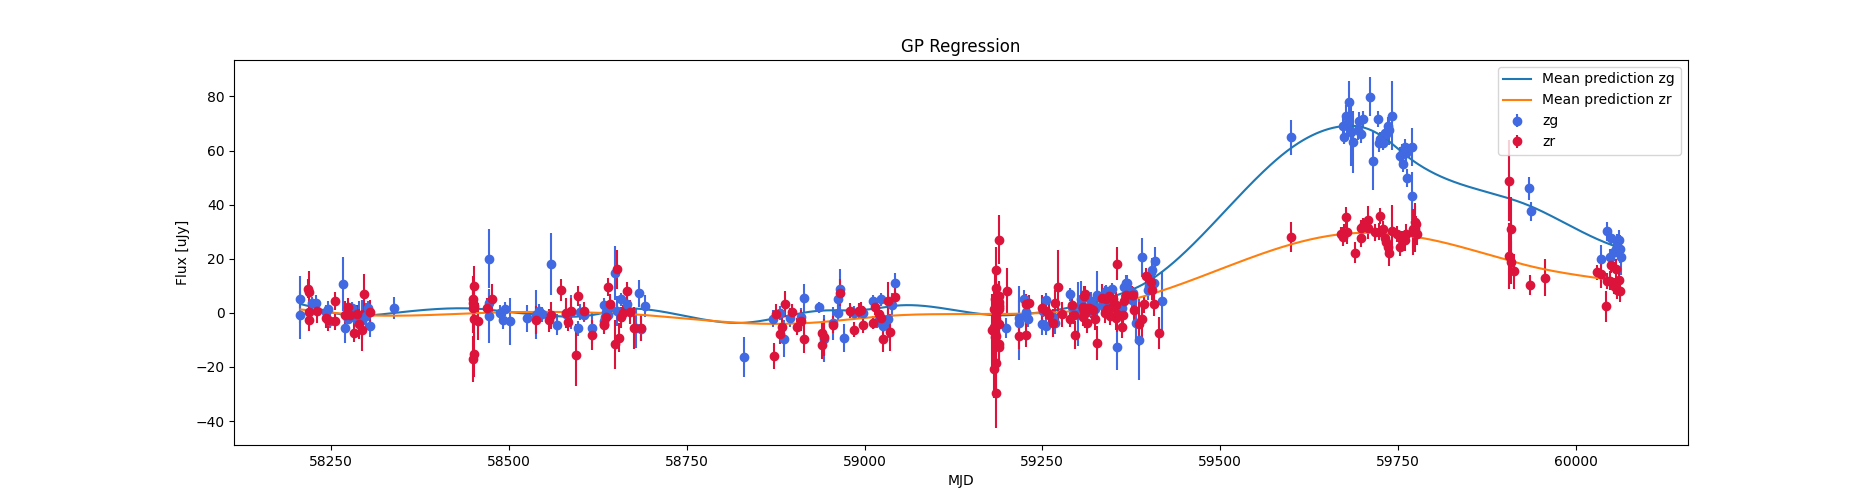 GP Regression
Mean prediction zg
Mean prediction zr
zg
zr
Flux [uJy]
80
60
40
20
0
−20
−40
58250
58500
58750
59000
59250
59500
59750
60000
MJD